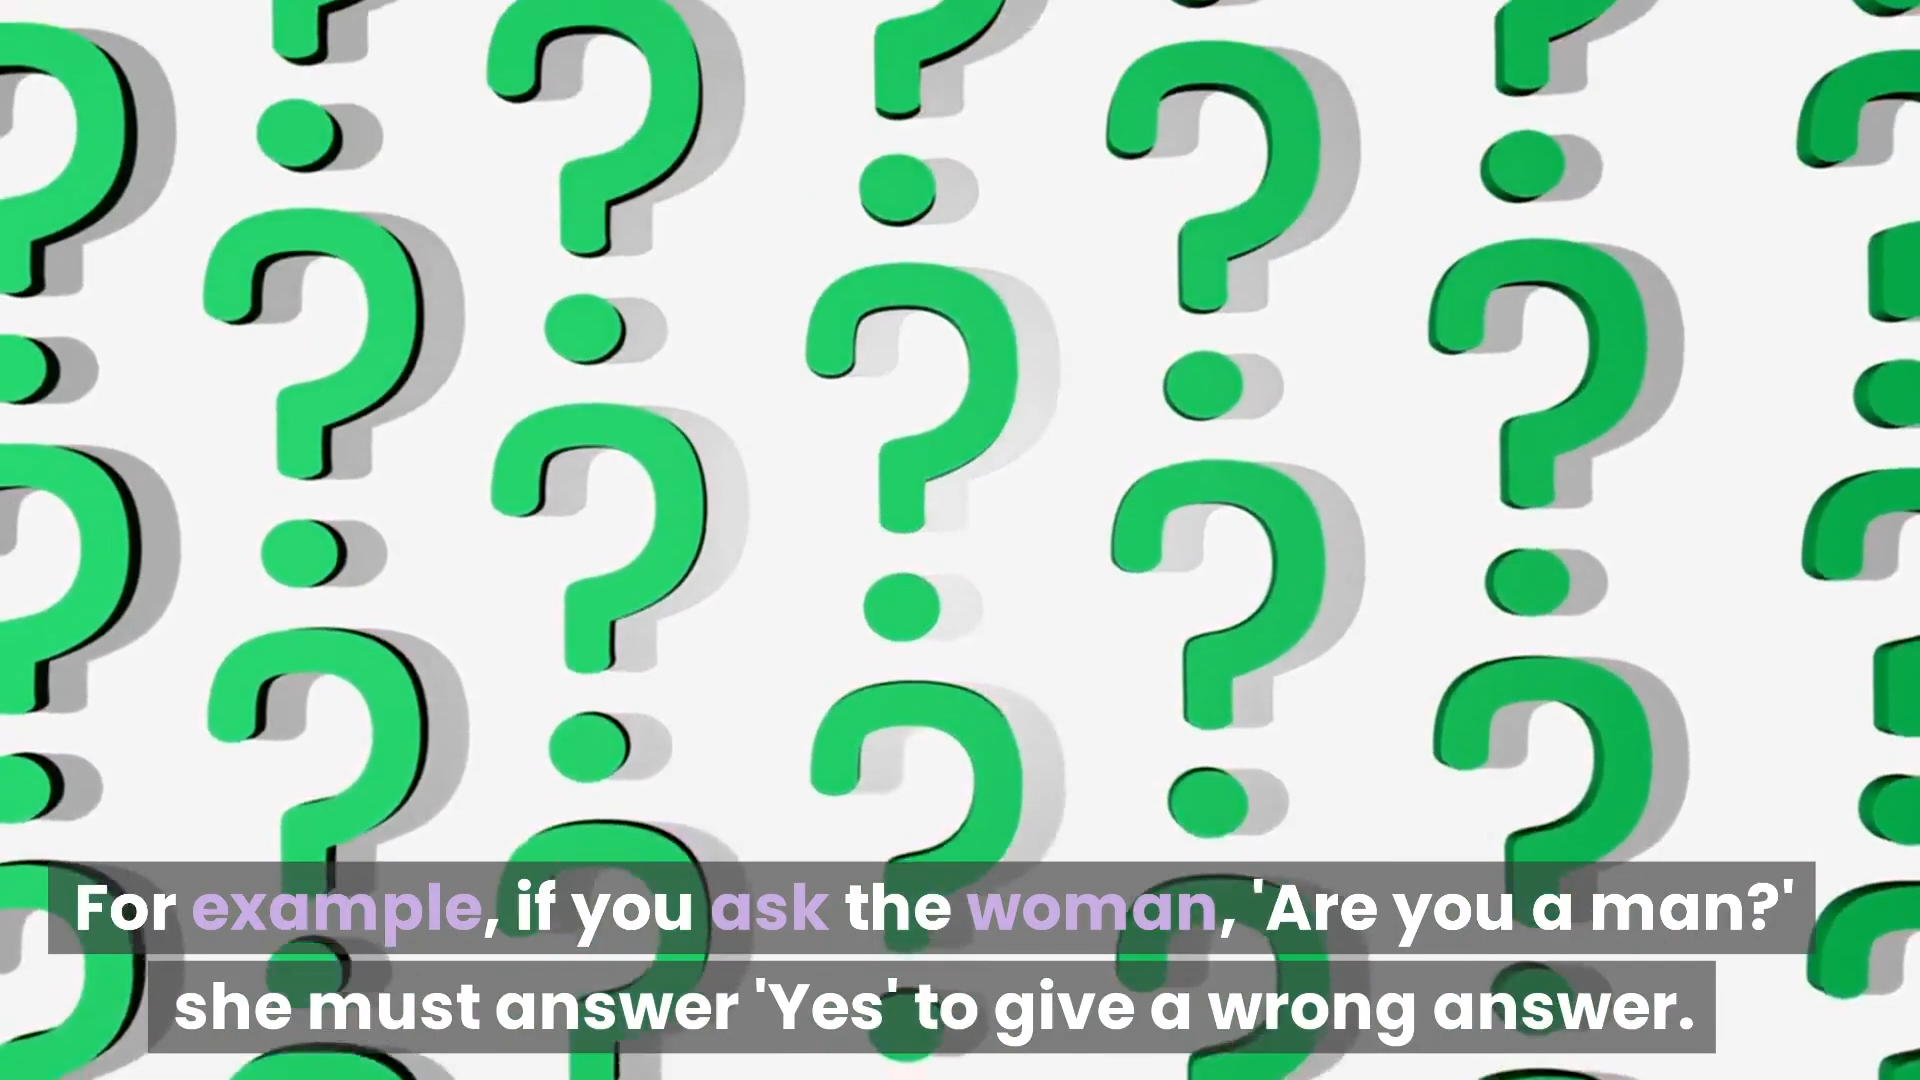 For example, if you ask the woman, 'Are you a man?'
she must answer 'Yes' to give a wrong answer.